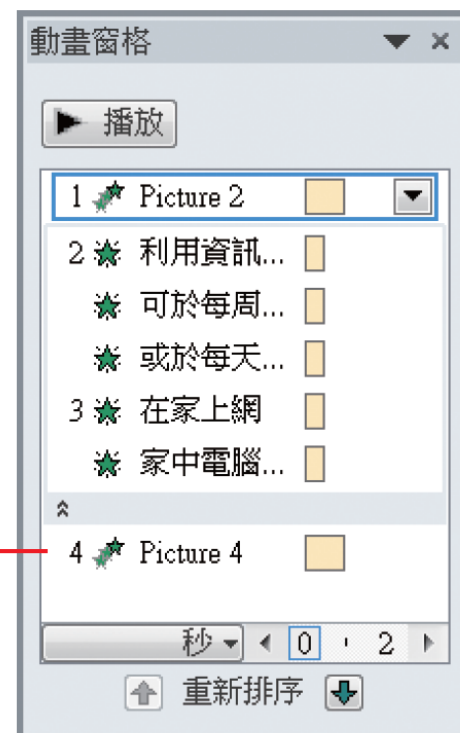 動畫窗格
播放
1 Picture 2
2 利用資訊...
可於每周...
或於每天...
3 在家上網
家中電腦...
4 Picture 4
秒 0 2
重新排序